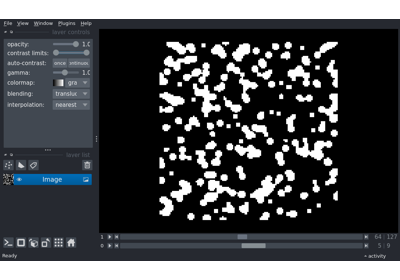 File View Window Plugins Help
layer controls
opacity: 1.0
contrast limits:
auto-contrast: once continuous
gamma: 1.0
colormap: gra
blending: transluc
interpolation: nearest
layer list
Image
1 64 127
0 5 9
Ready activity